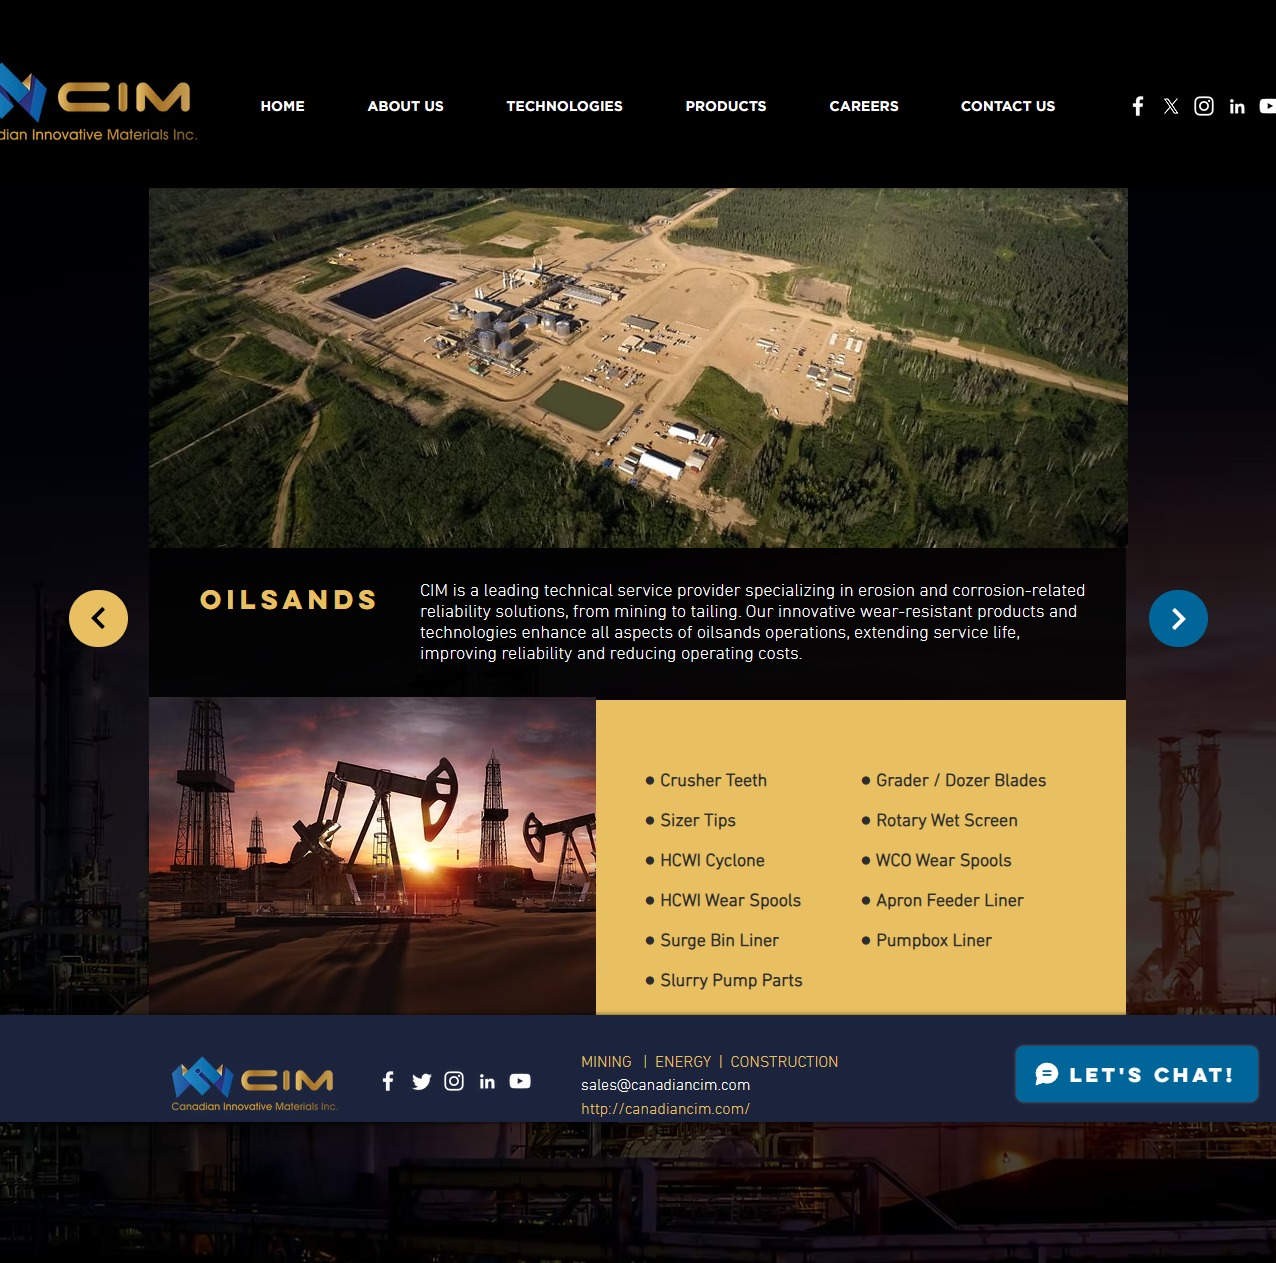 CIM
dian Innovative Materials Inc.
HOME
ABOUT US
TECHNOLOGIES
PRODUCTS
CAREERS
CONTACT US
OILSANDS
CIM is a leading technical service provider specializing in erosion and corrosion-related
reliability solutions, from mining to tailing. Our innovative wear-resistant products and
technologies enhance all aspects of oilsands operations, extending service life,
improving reliability and reducing operating costs.
• Crusher Teeth
• Sizer Tips
• HCWI Cyclone
• HCWI Wear Spools
• Surge Bin Liner
• Slurry Pump Parts
• Grader / Dozer Blades
• Rotary Wet Screen
• WCO Wear Spools
• Apron Feeder Liner
• Pumpbox Liner
CIM
Canadian Innovative Materials Inc.
MINING | ENERGY | CONSTRUCTION
sales@canadiancim.com
http://canadiancim.com/
LET'S CHAT!